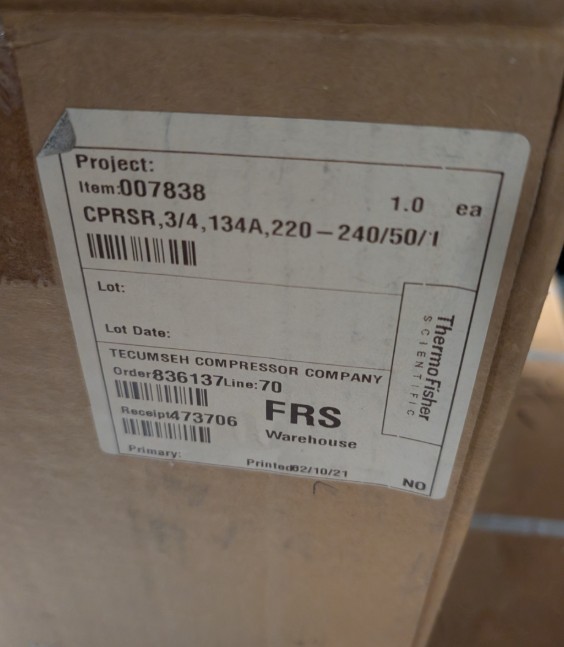 Project:
Item:007838 1.0 ea
CPRSR,3/4,134A,220-240/50/1
Lot:
Lot Date:
ThermoFisher
SCIENTIFIC
TECUMSEH COMPRESSOR COMPANY
Order836137Line:70
Receipt473706
FRS
Warehouse
Primary:
Printed02/10/21
NO